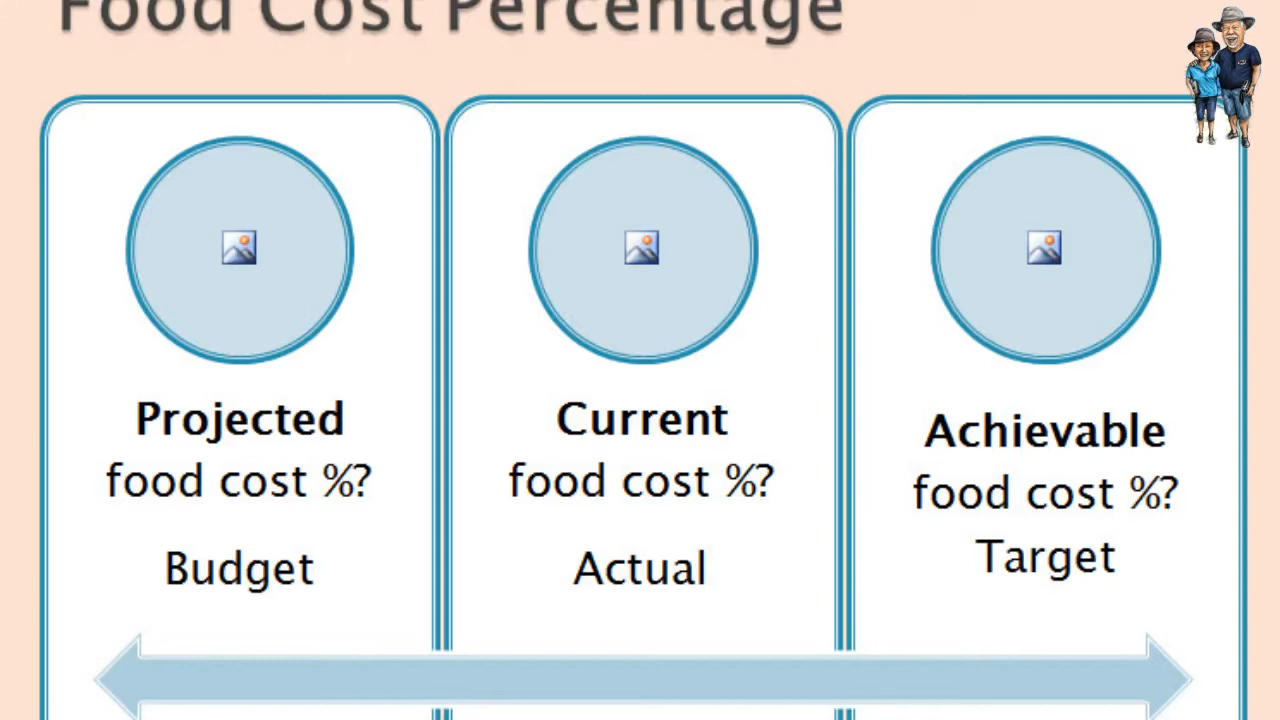 Food Cost Percentage
Projected
food cost %?
Budget
Current
food cost %?
Actual
Achievable
food cost %?
Target